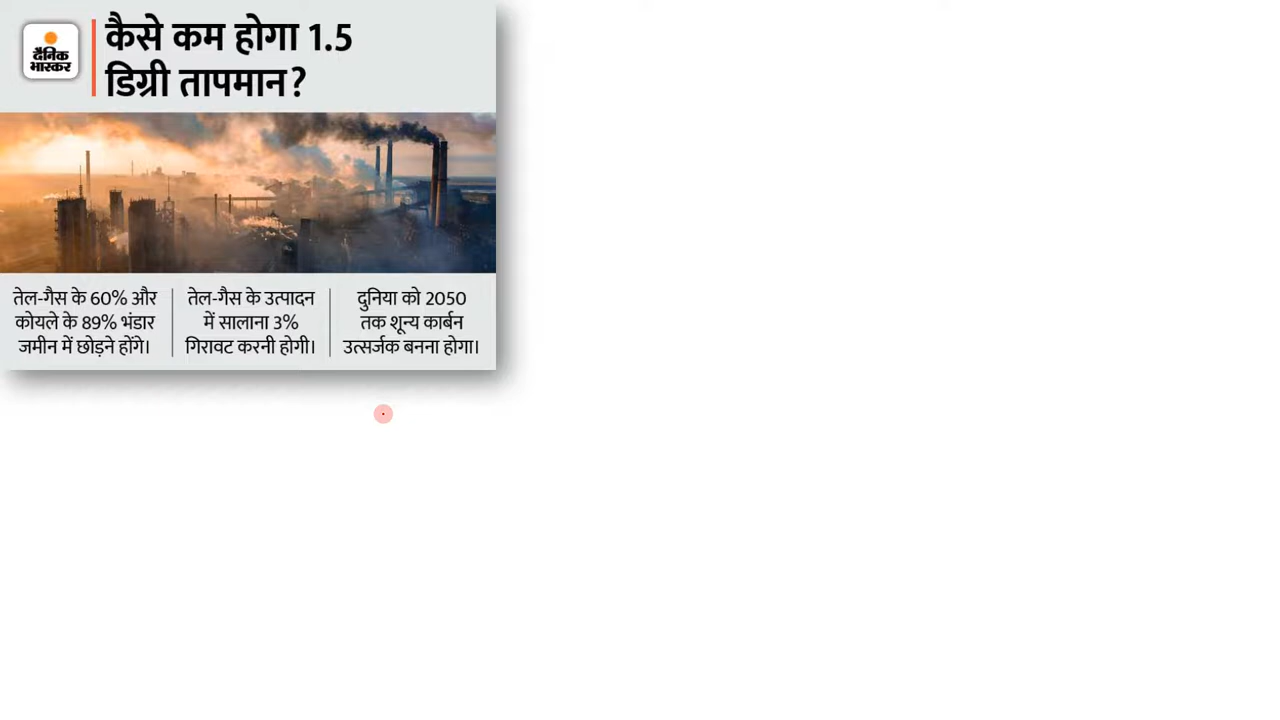 दैनिक
भास्कर
कैसे कम होगा 1.5
डिग्री तापमान?
तेल-गैस के 60% और
कोयले के 89% भंडार
जमीन में छोड़ने होंगे।
तेल-गैस के उत्पादन
में सालाना 3%
गिरावट करनी होगी।
दुनिया को 2050
तक शून्य कार्बन
उत्सर्जक बनना होगा।